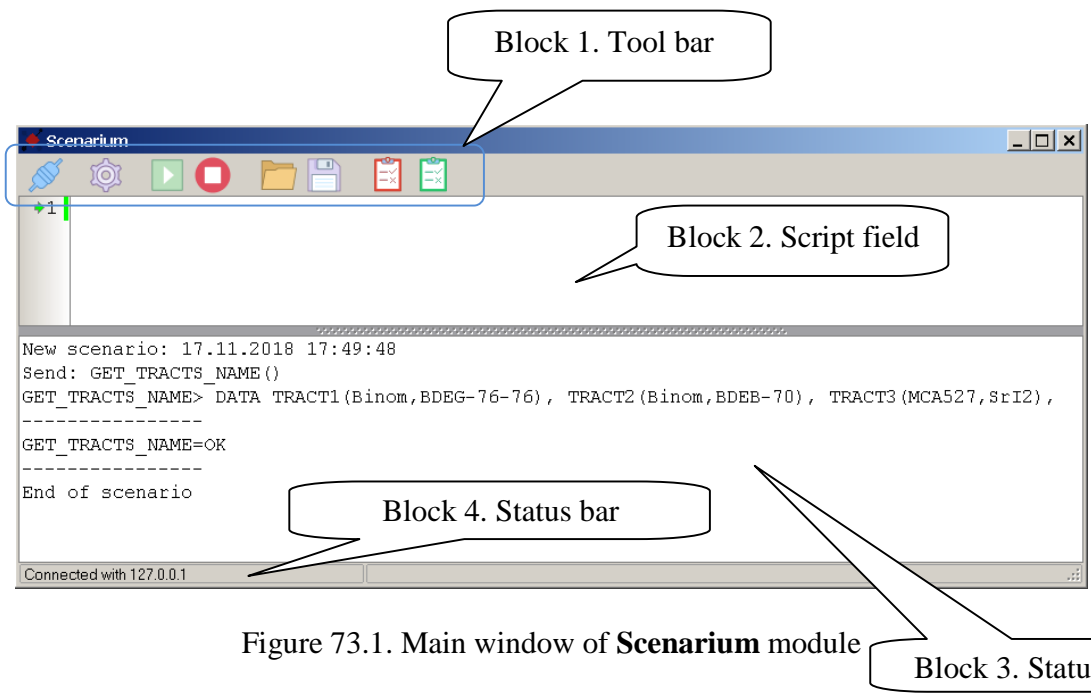 Block 1. Tool bar
Scenarium
1
Block 2. Script field
New scenario: 17.11.2018 17:49:48
Send: GET_TRACTS_NAME()
GET_TRACTS_NAME> DATA TRACT1(Binom,BDEG-76-76), TRACT2(Binom,BDEB-70), TRACT3(MCA527,SrI2),
----------------
GET_TRACTS_NAME=OK
----------------
End of scenario
Block 4. Status bar
Connected with 127.0.0.1
Figure 73.1. Main window of Scenarium module
Block 3. Statu